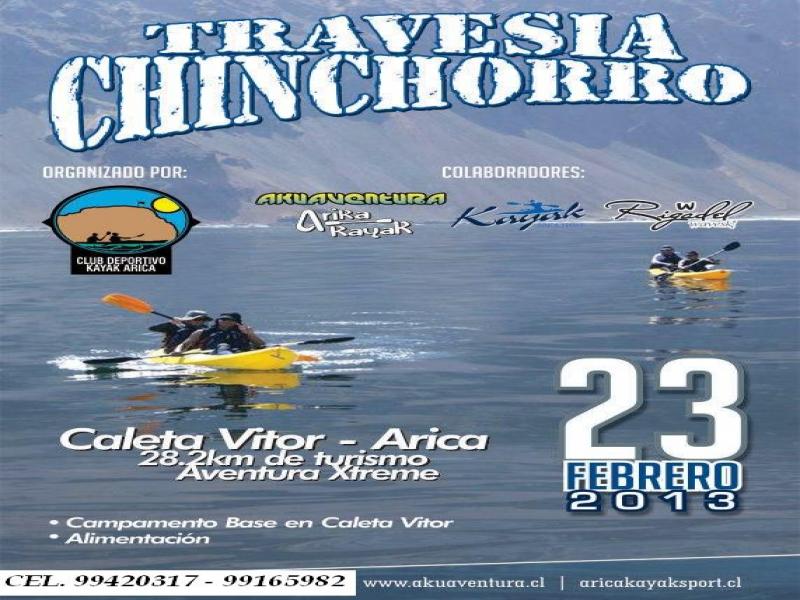 TRAVESIA
CHINCHORRO
ORGANIZADO POR:
COLABORADORES:
CLUB DEPORTIVO
KAYAK ARICA
AKUAVENTURA
Arika
Kayak
Kayak
Rigedel
waveski
Caleta Vitor - Arica
28.2km de turismo
Aventura Xtreme
23
FEBRERO
2013
• Campamento Base en Caleta Vitor
• Alimentación
CEL. 99420317 - 99165982
www.akuaventura.cl | aricakayaksport.cl